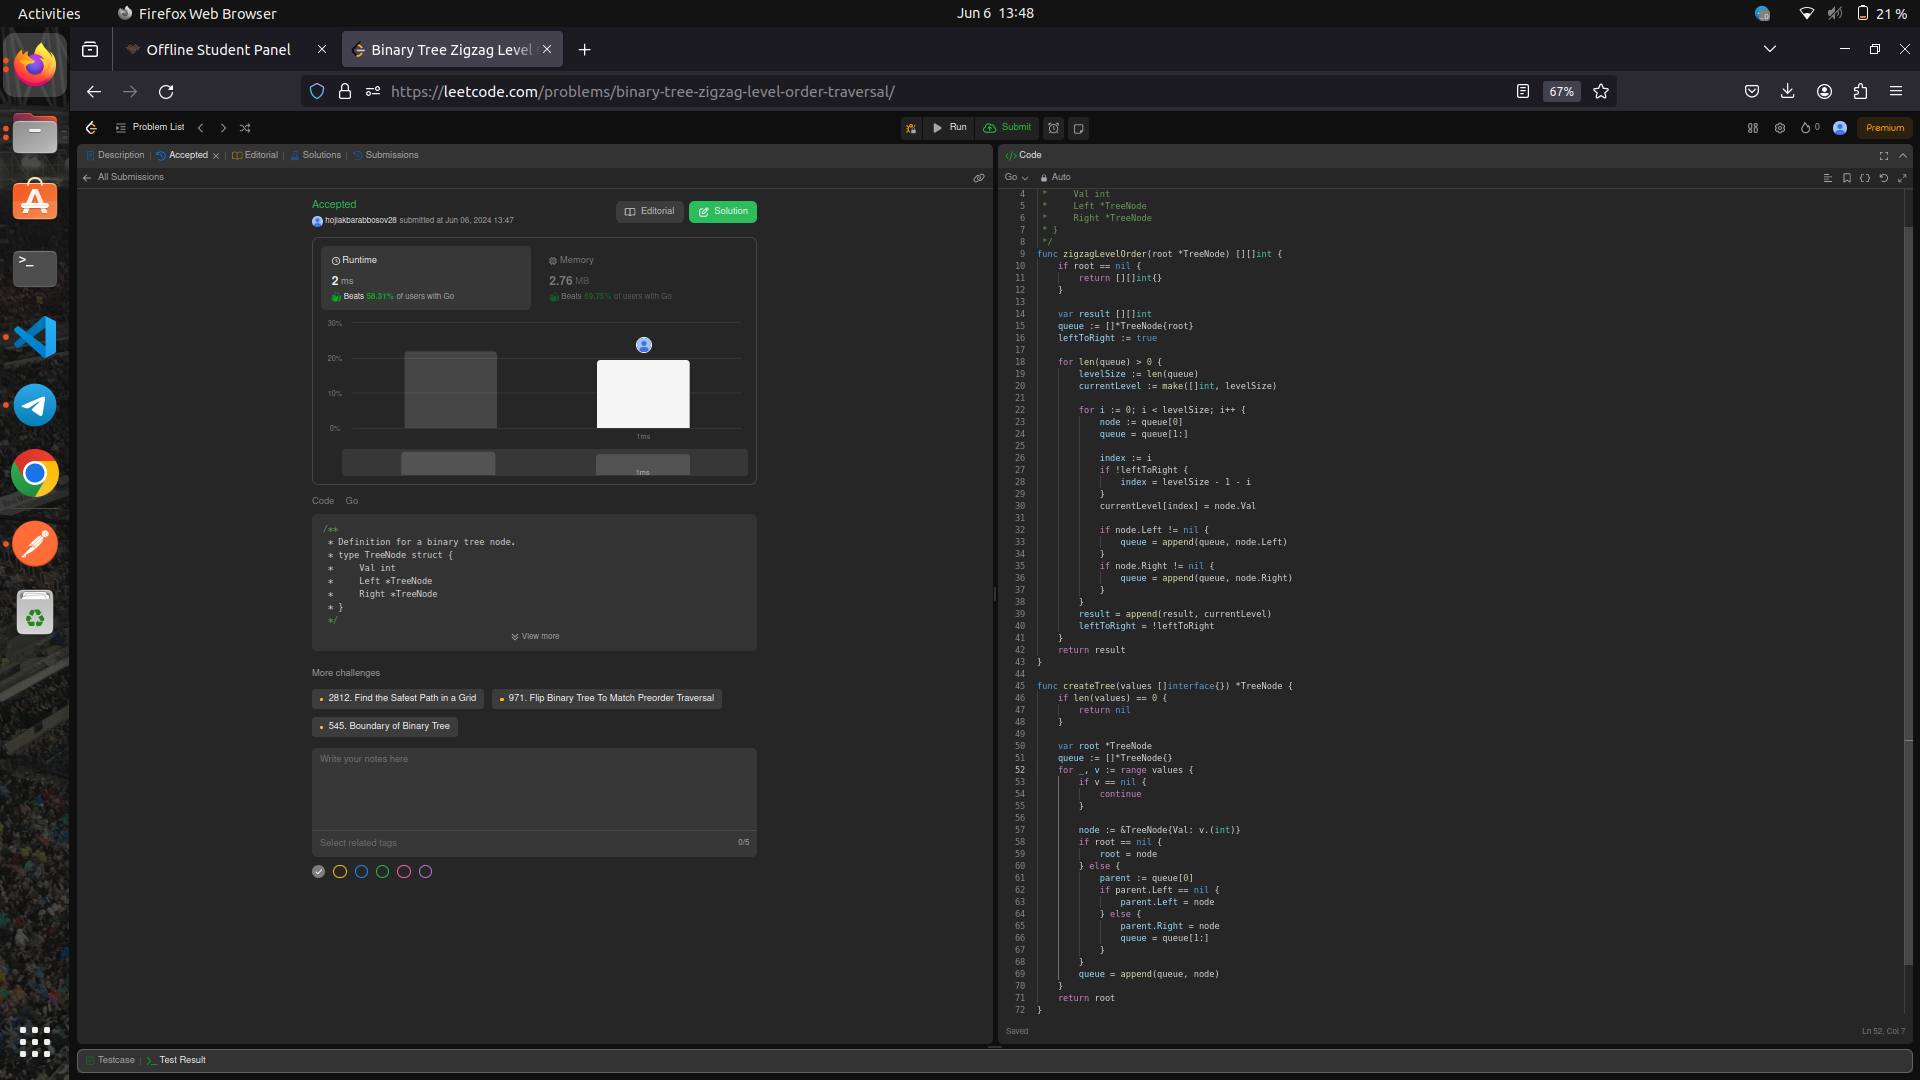 Activities
Firefox Web Browser
Jun 6 13:48
21 %
Offline Student Panel
Binary Tree Zigzag Level
https://leetcode.com/problems/binary-tree-zigzag-level-order-traversal/
67%
Problem List
Run
Submit
0
Premium
Description
Accepted
Editorial
Solutions
Submissions
All Submissions
Accepted
hojiakbarabbosov28 submitted at Jun 06, 2024 13:47
Editorial
Solution
Runtime
2 ms
Beats 58.31% of users with Go
Memory
2.76 MB
Beats 69.75% of users with Go
30%
20%
10%
0%
1ms
1ms
Code
Go
/**
* Definition for a binary tree node.
* type TreeNode struct {
*     Val int
*     Left *TreeNode
*     Right *TreeNode
* }
*/
View more
More challenges
2812. Find the Safest Path in a Grid
971. Flip Binary Tree To Match Preorder Traversal
545. Boundary of Binary Tree
Write your notes here
Select related tags
0/5
Code
Go
Auto
4 *     Val int
5 *     Left *TreeNode
6 *     Right *TreeNode
7 * }
8 */
9 func zigzagLevelOrder(root *TreeNode) [][]int {
10     if root == nil {
11         return [][]int{}
12     }
13
14     var result [][]int
15     queue := []*TreeNode{root}
16     leftToRight := true
17
18     for len(queue) > 0 {
19         levelSize := len(queue)
20         currentLevel := make([]int, levelSize)
21
22         for i := 0; i < levelSize; i++ {
23             node := queue[0]
24             queue = queue[1:]
25
26             index := i
27             if !leftToRight {
28                 index = levelSize - 1 - i
29             }
30             currentLevel[index] = node.Val
31
32             if node.Left != nil {
33                 queue = append(queue, node.Left)
34             }
35             if node.Right != nil {
36                 queue = append(queue, node.Right)
37             }
38         }
39         result = append(result, currentLevel)
40         leftToRight = !leftToRight
41     }
42     return result
43 }
44
45 func createTree(values []interface{}) *TreeNode {
46     if len(values) == 0 {
47         return nil
48     }
49
50     var root *TreeNode
51     queue := []*TreeNode{}
52     for _, v := range values {
53         if v == nil {
54             continue
55         }
56
57         node := &TreeNode{Val: v.(int)}
58         if root == nil {
59             root = node
60         } else {
61             parent := queue[0]
62             if parent.Left == nil {
63                 parent.Left = node
64             } else {
65                 parent.Right = node
66                 queue = queue[1:]
67             }
68         }
69         queue = append(queue, node)
70     }
71     return root
72 }
Saved
Ln 52, Col 7
Testcase
Test Result